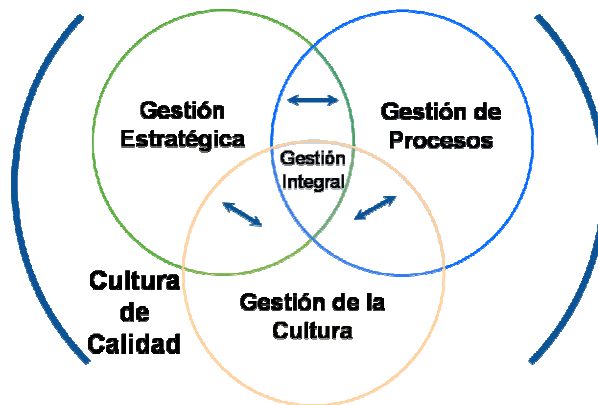 Gestión
Estratégica
Gestión de
Procesos
Gestión
Integral
Cultura
de
Calidad
Gestión de la
Cultura